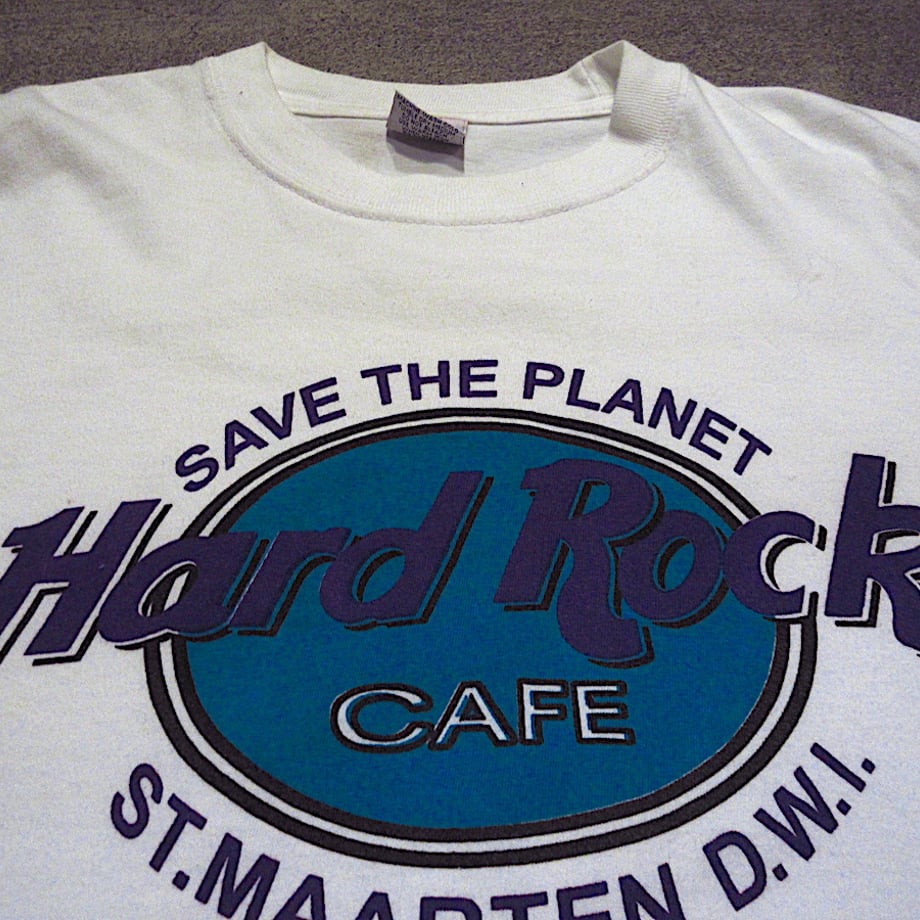 SAVE THE PLANET
Hard Rock
CAFE
ST.MAARTEN D.W.I.